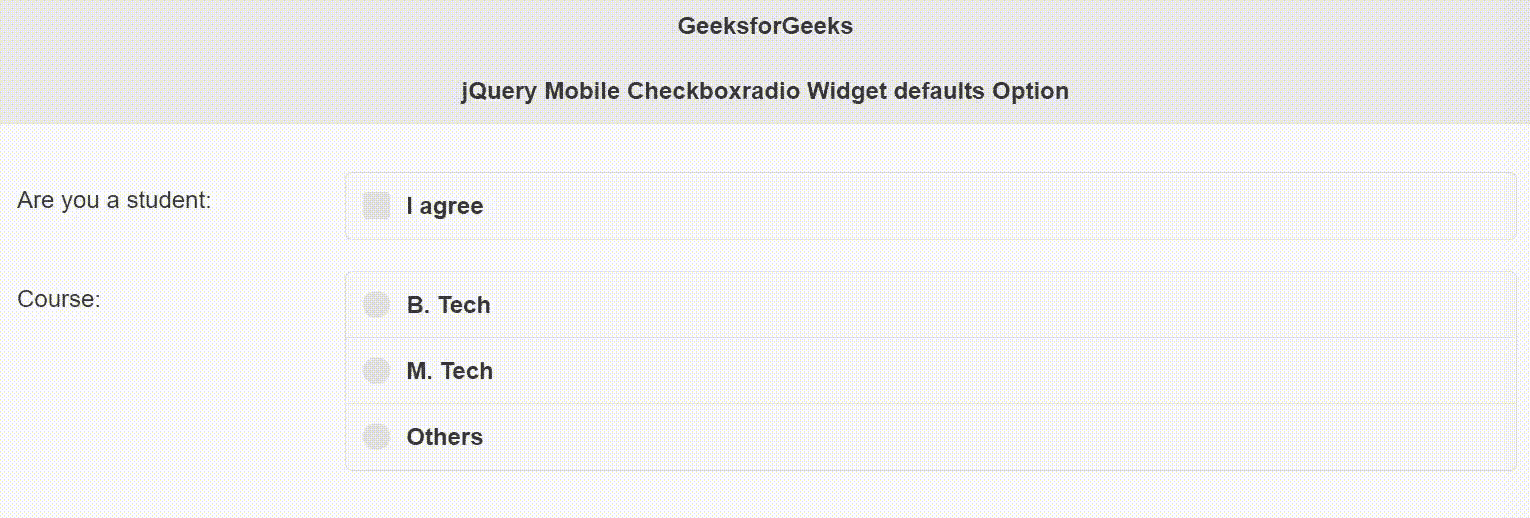 GeeksforGeeks
jQuery Mobile Checkboxradio Widget defaults Option
Are you a student:
I agree
Course:
B. Tech
M. Tech
Others